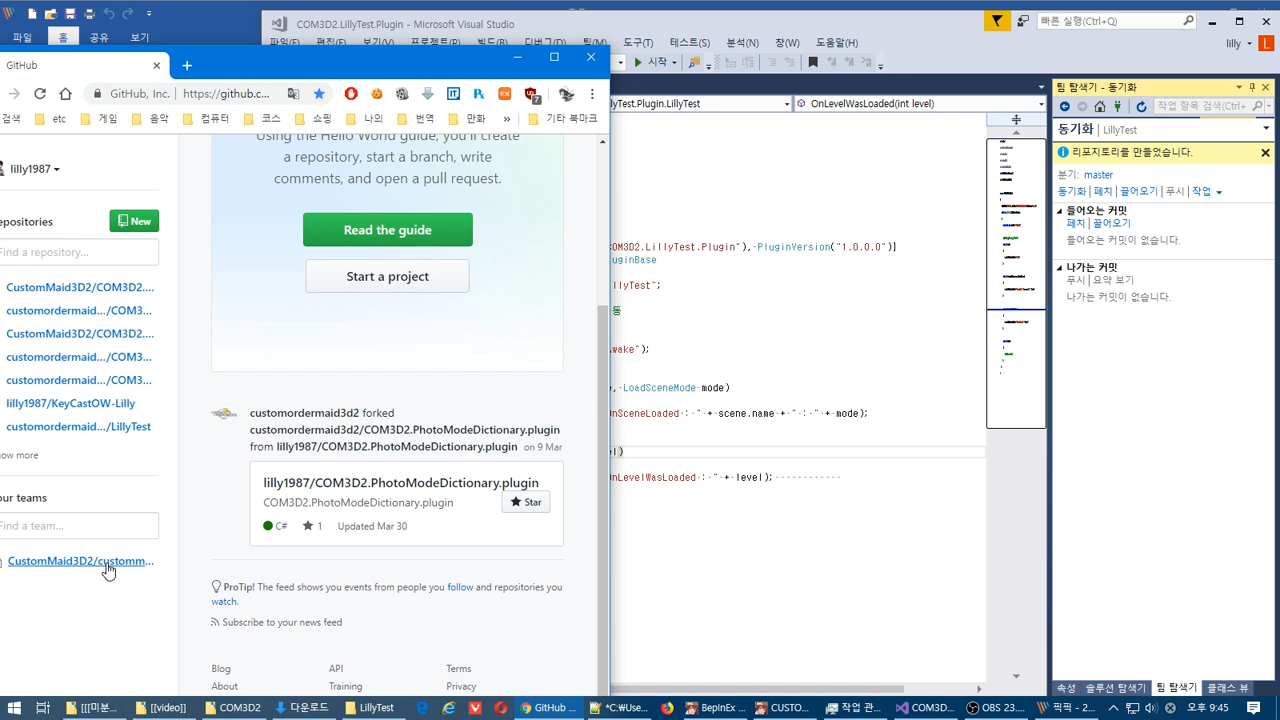 COM3D2.LillyTest.Plugin - Microsoft Visual Studio
빠른 실행(Ctrl+Q)
파일 홈 공유 보기
파일(F) 편집(E) 보기(V) 프로젝트(P) 빌드(B) 디버그(D) 팀(M) 도구(T) 테스트(S) 분석(N) 창(W) 도움말(H)
lilly L
시작
GitHub
GitHub, Inc. https://github.c...
7
검색 etc 게임 음악 컴퓨터 코스 쇼핑 나의 번역 만화 » 기타 북마크
lilly1987
epositories
New
Find a repository...
CustomMaid3D2/COM3D2....
customordermaid.../COM3...
CustomMaid3D2/COM3D2....
customordermaid.../COM3...
customordermaid.../COM3...
lilly1987/KeyCastOW-Lilly
customordermaid.../LillyTest
ow more
our teams
Find a team...
CustomMaid3D2/customm...
Using the Hello World guide, you'll create
a repository, start a branch, write
comments, and open a pull request.
Read the guide
Start a project
customordermaid3d2 forked
customordermaid3d2/COM3D2.PhotoModeDictionary.plugin
from lilly1987/COM3D2.PhotoModeDictionary.plugin on 9 Mar
lilly1987/COM3D2.PhotoModeDictionary.plugin
COM3D2.PhotoModeDictionary.plugin
Star
C# 1 Updated Mar 30
ProTip! The feed shows you events from people you follow and repositories you
watch.
Subscribe to your news feed
Blog API Terms
About Training Privacy
yTest.Plugin.LillyTest
OnLevelWasLoaded(int level)
OM3D2.LillyTest.Plugin"), PluginVersion("1.0.0.0")]
uginBase
llyTest";
동
wake");
e, LoadSceneMode mode)
OnSceneLoaded : " + scene.name + " : " + mode);
el)
OnLevelWasLoaded : " + level);
팀 탐색기 - 동기화
작업 항목 검색(Ctrl+
동기화 | LillyTest
리포지토리를 만들었습니다.
분기: master
동기화 | 페치 | 끌어오기 | 푸시 | 작업
들어오는 커밋
페치 | 끌어오기
들어오는 커밋이 없습니다.
나가는 커밋
푸시 | 요약 보기
나가는 커밋이 없습니다.
속성 솔루션 탐색기 팀 탐색기 클래스 뷰
[[[미분... [[video]] COM3D2 다운로드 LillyTest GitHub ... *C:₩Use... BepInEx ... CUSTO... 작업 관... COM3D... OBS 23.... 픽픽 - 2... 오후 9:45